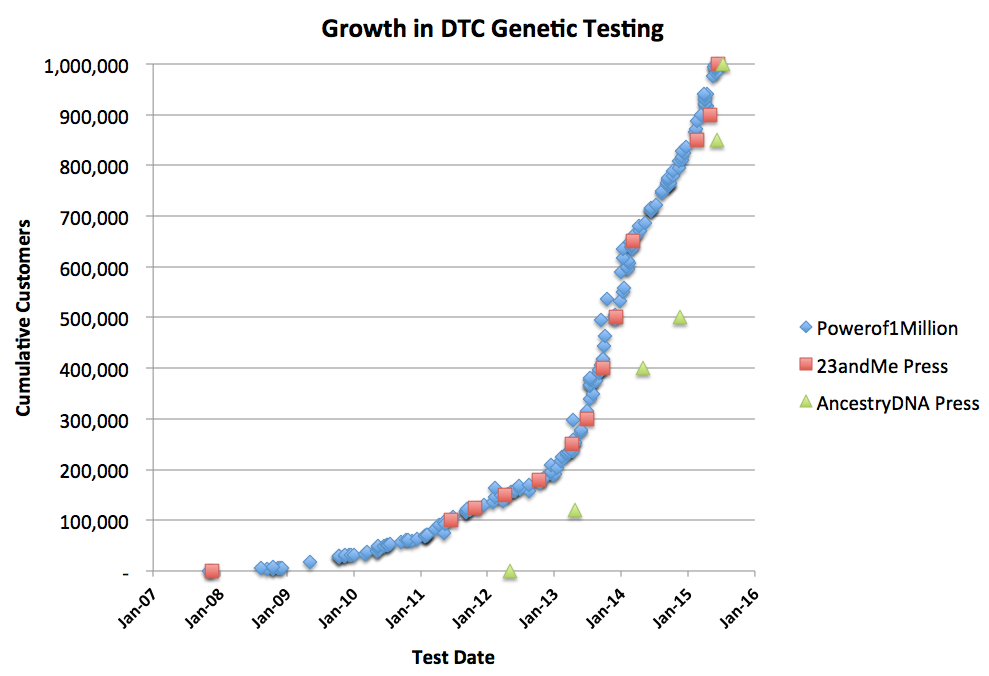 Growth in DTC Genetic Testing
Cumulative Customers
1,000,000
900,000
800,000
700,000
600,000
500,000
400,000
300,000
200,000
100,000
-
Jan-07
Jan-08
Jan-09
Jan-10
Jan-11
Jan-12
Jan-13
Jan-14
Jan-15
Jan-16
Test Date
Powerof1Million
23andMe Press
AncestryDNA Press